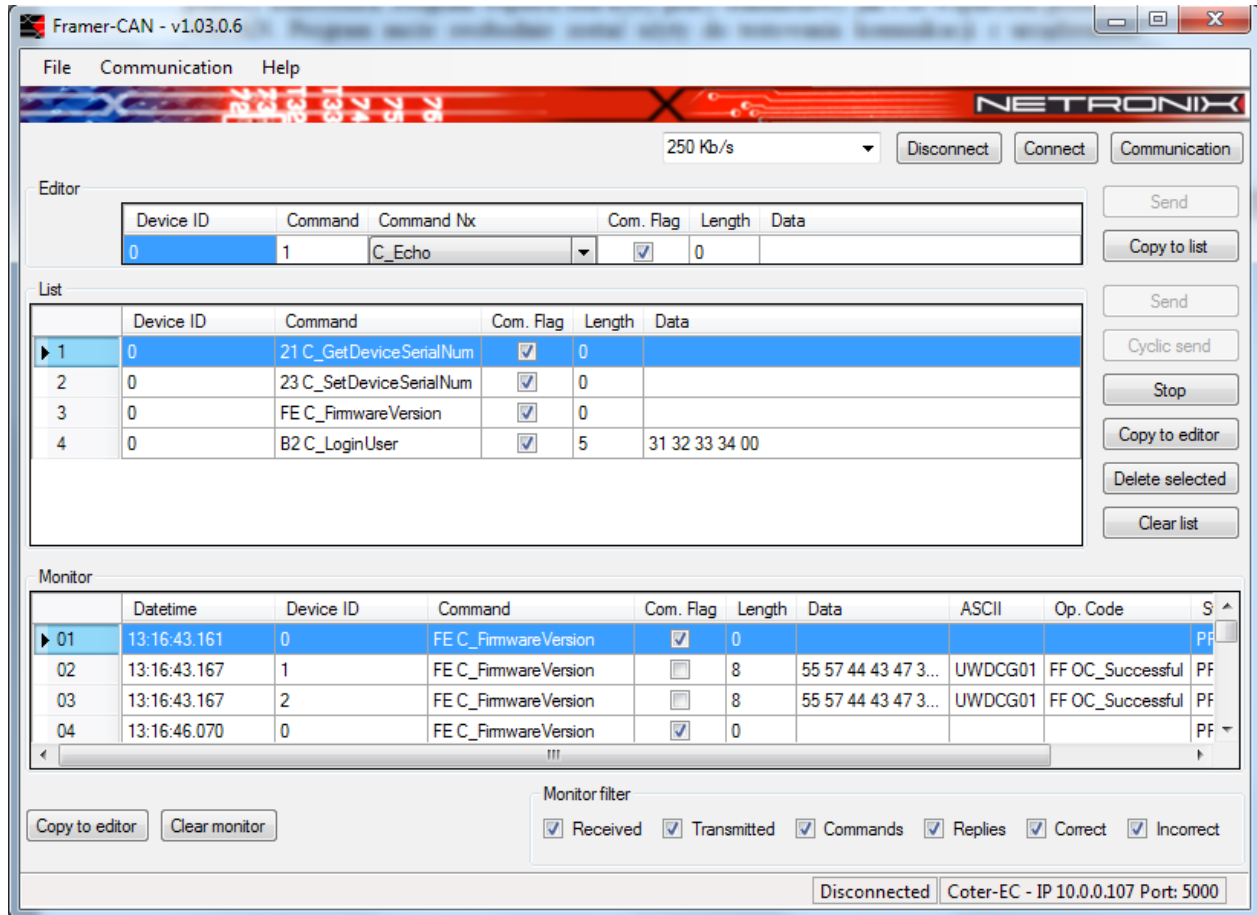 Framer-CAN - v1.03.0.6
File Communication Help
72 T32 T33 74 75 76
NETRONIX
250 Kb/s Disconnect Connect Communication
Editor
Device ID Command Command Nx Com. Flag Length Data
0 1 C_Echo 0
Send
Copy to list
List
Device ID Command Com. Flag Length Data
1 0 21 C_GetDeviceSerialNum 0
2 0 23 C_SetDeviceSerialNum 0
3 0 FE C_FirmwareVersion 0
4 0 B2 C_LoginUser 5 31 32 33 34 00
Send
Cyclic send
Stop
Copy to editor
Delete selected
Clear list
Monitor
Datetime Device ID Command Com. Flag Length Data ASCII Op. Code
01 13:16:43.161 0 FE C_FirmwareVersion 0
02 13:16:43.167 1 FE C_FirmwareVersion 8 55 57 44 43 47 3... UWDCG01 FF OC_Successful
03 13:16:43.167 2 FE C_FirmwareVersion 8 55 57 44 43 47 3... UWDCG01 FF OC_Successful
04 13:16:46.070 0 FE C_FirmwareVersion 0
Copy to editor Clear monitor
Monitor filter
Received Transmitted Commands Replies Correct Incorrect
Disconnected Coter-EC - IP 10.0.0.107 Port: 5000